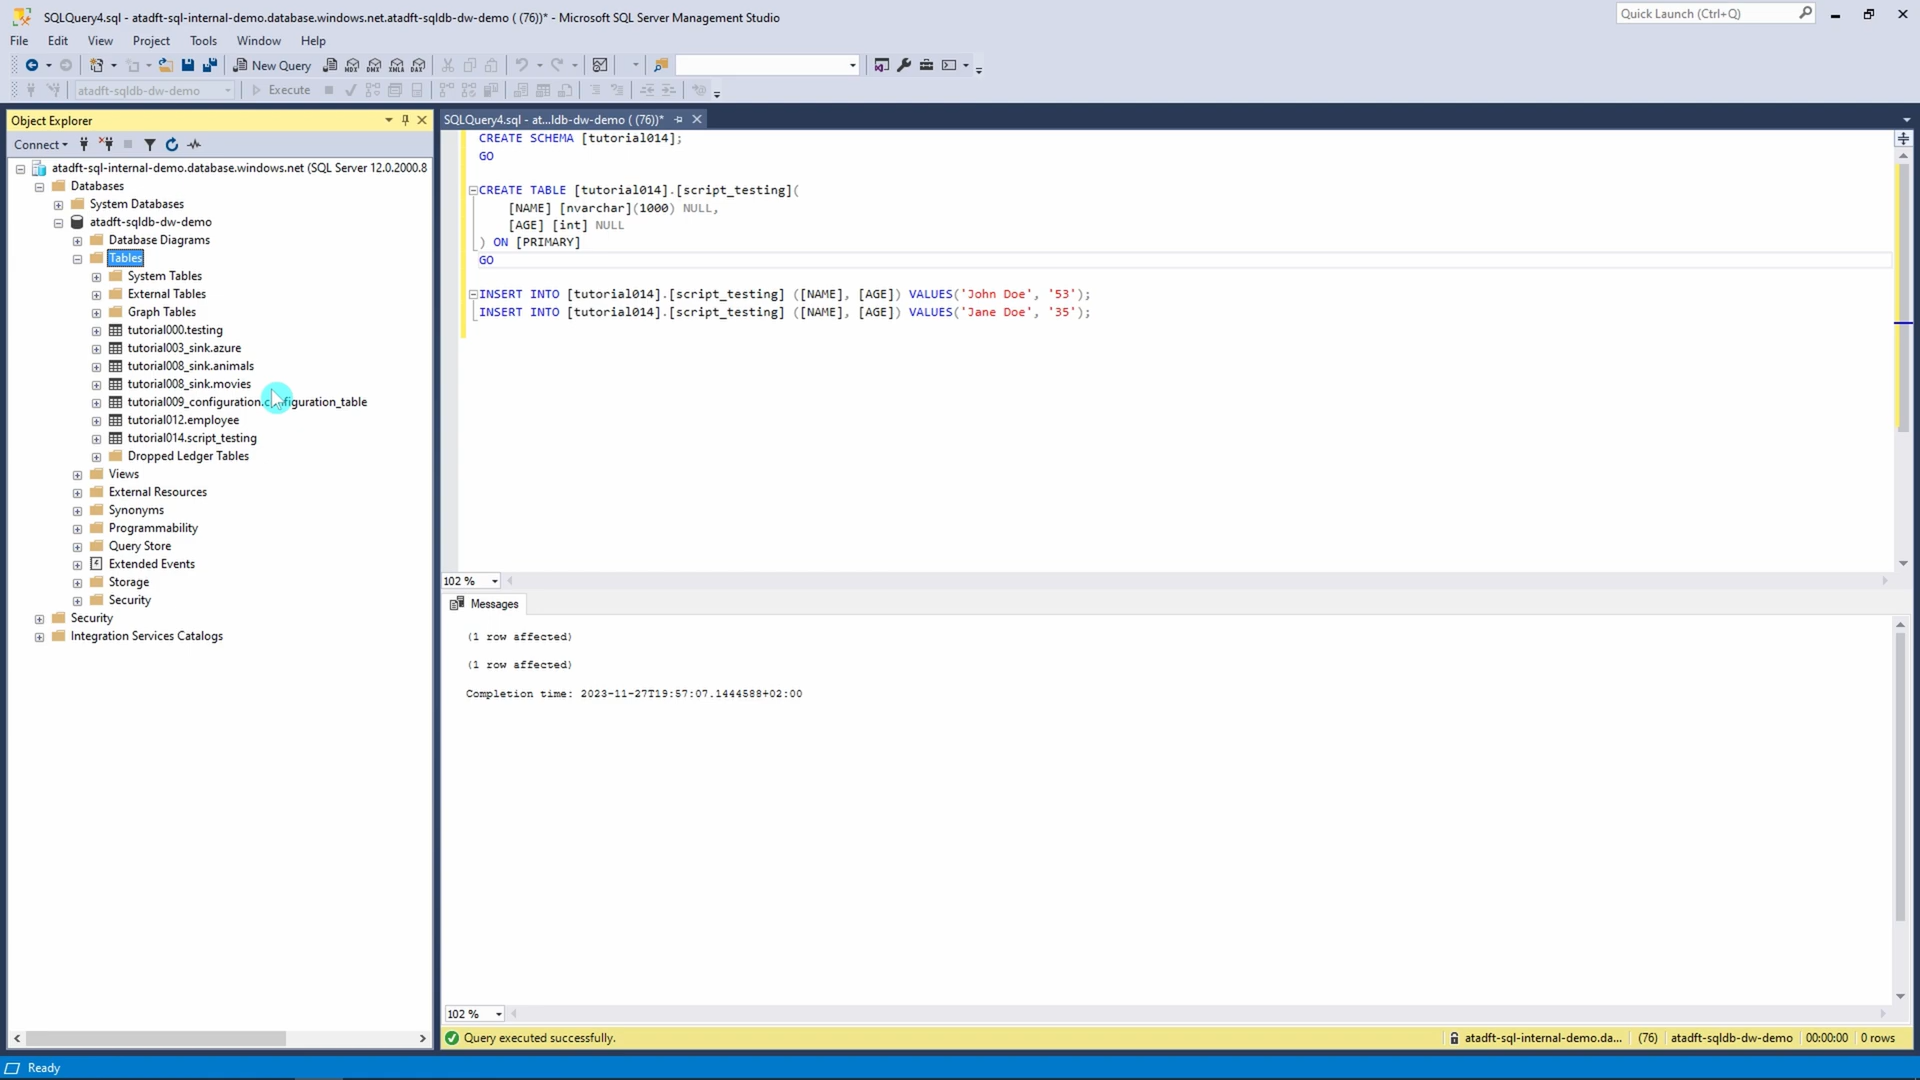 SQLQuery4.sql - atadft-sql-internal-demo.database.windows.net.atadft-sqldb-dw-demo ( (76))* - Microsoft SQL Server Management Studio
Quick Launch (Ctrl+Q)
File Edit View Project Tools Window Help
New Query
atadft-sqldb-dw-demo
Execute
Object Explorer
Connect
atadft-sql-internal-demo.database.windows.net (SQL Server 12.0.2000.8
Databases
System Databases
atadft-sqldb-dw-demo
Database Diagrams
Tables
System Tables
External Tables
Graph Tables
tutorial000.testing
tutorial003_sink.azure
tutorial008_sink.animals
tutorial008_sink.movies
tutorial009_configuration.configuration_table
tutorial012.employee
tutorial014.script_testing
Dropped Ledger Tables
Views
External Resources
Synonyms
Programmability
Query Store
Extended Events
Storage
Security
Security
Integration Services Catalogs
SQLQuery4.sql - at...ldb-dw-demo ( (76))*
CREATE SCHEMA [tutorial014];
GO
CREATE TABLE [tutorial014].[script_testing](
[NAME] [nvarchar](1000) NULL,
[AGE] [int] NULL
) ON [PRIMARY]
GO
INSERT INTO [tutorial014].[script_testing] ([NAME], [AGE]) VALUES('John Doe', '53');
INSERT INTO [tutorial014].[script_testing] ([NAME], [AGE]) VALUES('Jane Doe', '35');
102 %
Messages
(1 row affected)
(1 row affected)
Completion time: 2023-11-27T19:57:07.1444588+02:00
102 %
Query executed successfully.
atadft-sql-internal-demo.da... (76) atadft-sqldb-dw-demo 00:00:00 0 rows
Ready